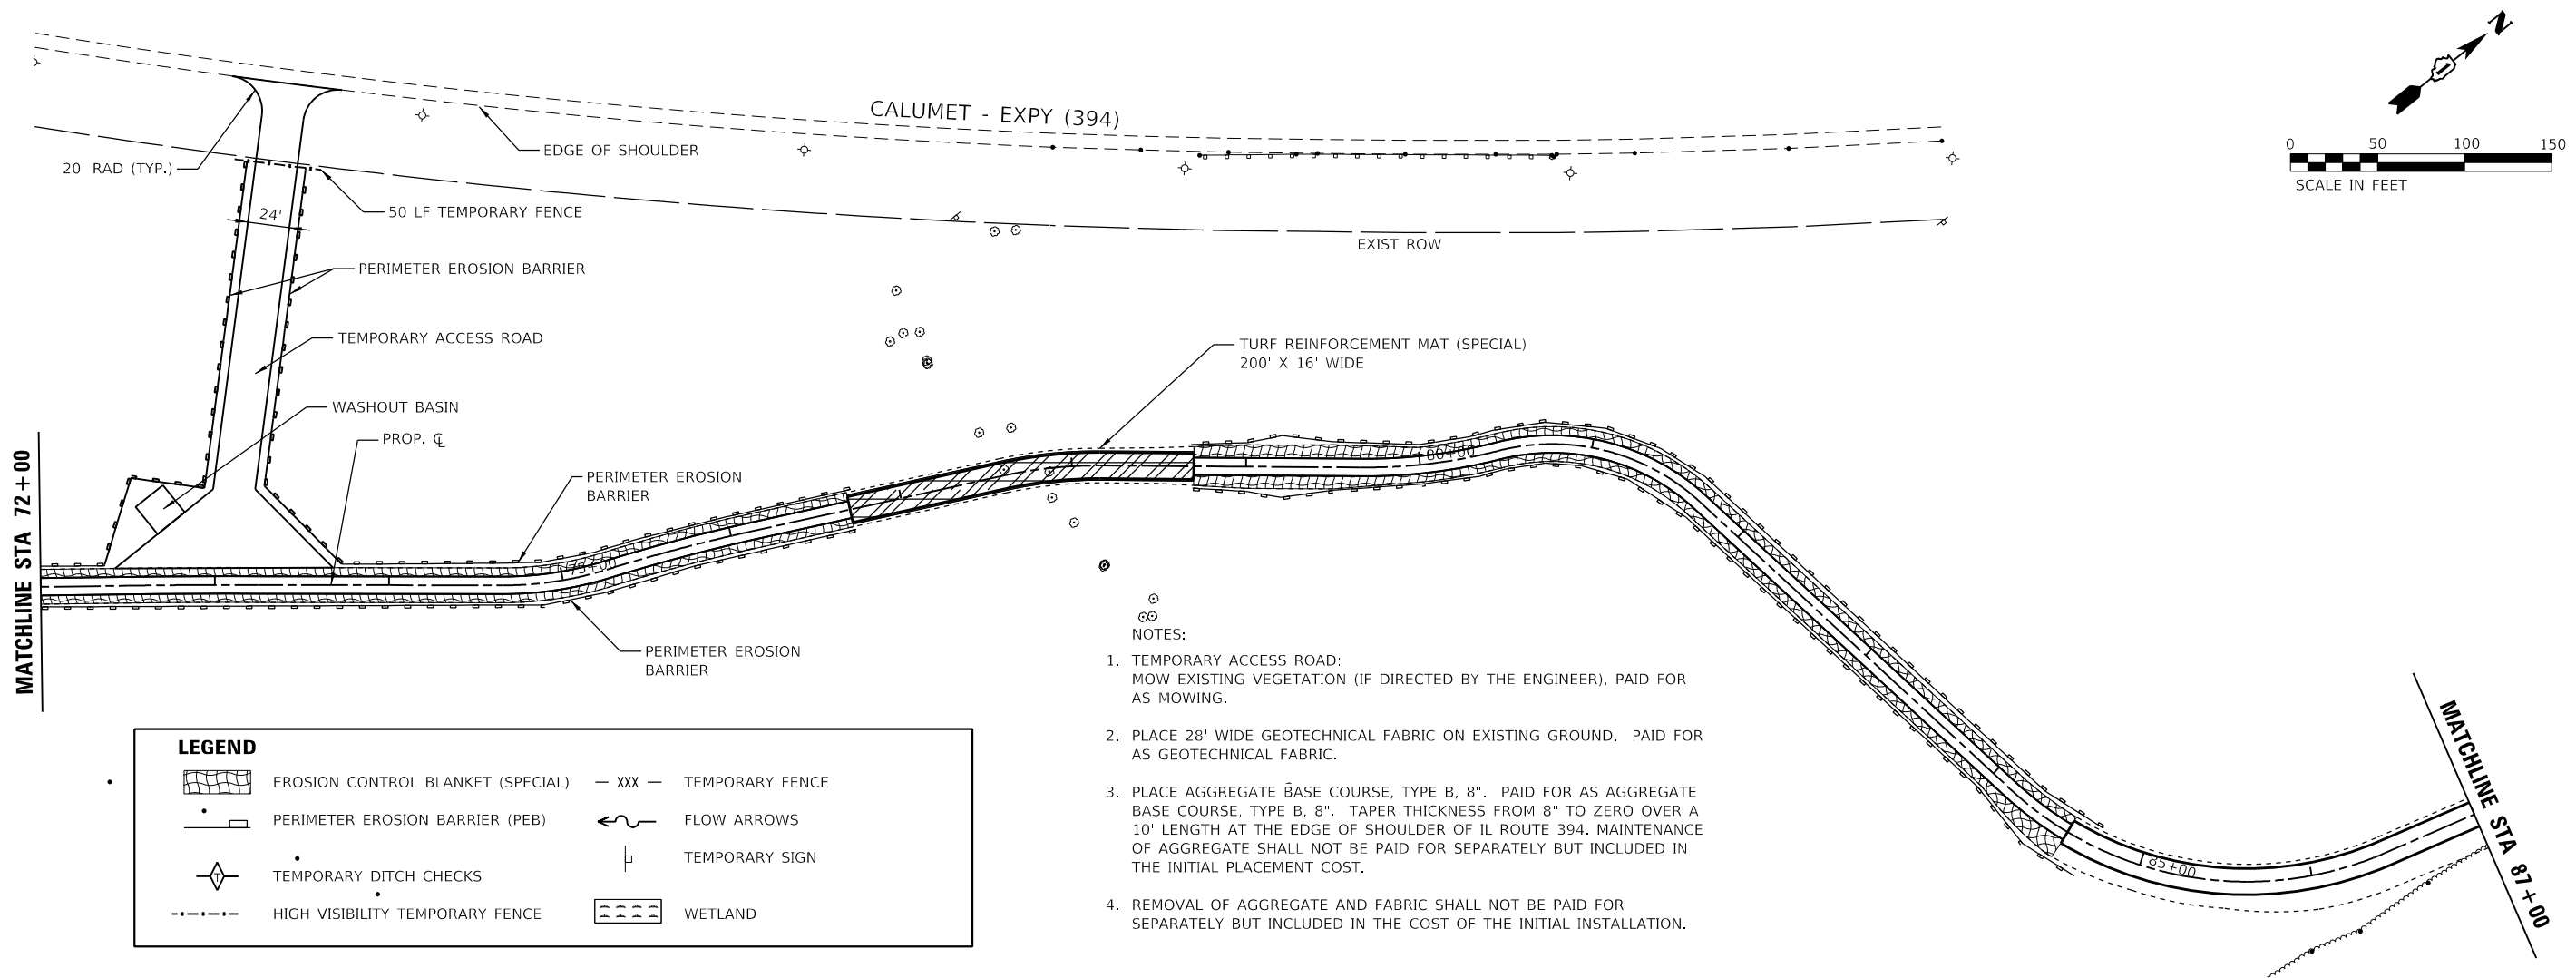 N
CALUMET - EXPY (394)
0 50 100 150
SCALE IN FEET
EDGE OF SHOULDER
20' RAD (TYP.)
50 LF TEMPORARY FENCE
24'
EXIST ROW
PERIMETER EROSION BARRIER
TEMPORARY ACCESS ROAD
TURF REINFORCEMENT MAT (SPECIAL)
200' X 16' WIDE
WASHOUT BASIN
PROP. ℄
PERIMETER EROSION
BARRIER
80+00
75+00
MATCHLINE STA 72+00
PERIMETER EROSION
BARRIER
85+00
MATCHLINE STA 87+00
NOTES:
1. TEMPORARY ACCESS ROAD:
MOW EXISTING VEGETATION (IF DIRECTED BY THE ENGINEER), PAID FOR
AS MOWING.
2. PLACE 28' WIDE GEOTECHNICAL FABRIC ON EXISTING GROUND. PAID FOR
AS GEOTECHNICAL FABRIC.
3. PLACE AGGREGATE BASE COURSE, TYPE B, 8". PAID FOR AS AGGREGATE
BASE COURSE, TYPE B, 8". TAPER THICKNESS FROM 8" TO ZERO OVER A
10' LENGTH AT THE EDGE OF SHOULDER OF IL ROUTE 394. MAINTENANCE
OF AGGREGATE SHALL NOT BE PAID FOR SEPARATELY BUT INCLUDED IN
THE INITIAL PLACEMENT COST.
4. REMOVAL OF AGGREGATE AND FABRIC SHALL NOT BE PAID FOR
SEPARATELY BUT INCLUDED IN THE COST OF THE INITIAL INSTALLATION.
LEGEND
EROSION CONTROL BLANKET (SPECIAL)
PERIMETER EROSION BARRIER (PEB)
T TEMPORARY DITCH CHECKS
HIGH VISIBILITY TEMPORARY FENCE
XXX TEMPORARY FENCE
FLOW ARROWS
TEMPORARY SIGN
WETLAND